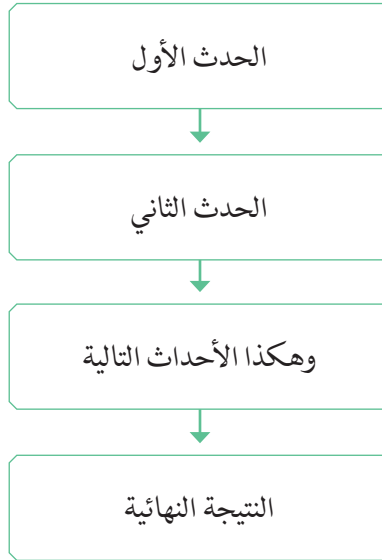 الحدث الأول
الحدث الثاني
وهكذا الأحداث التالية
النتيجة النهائية